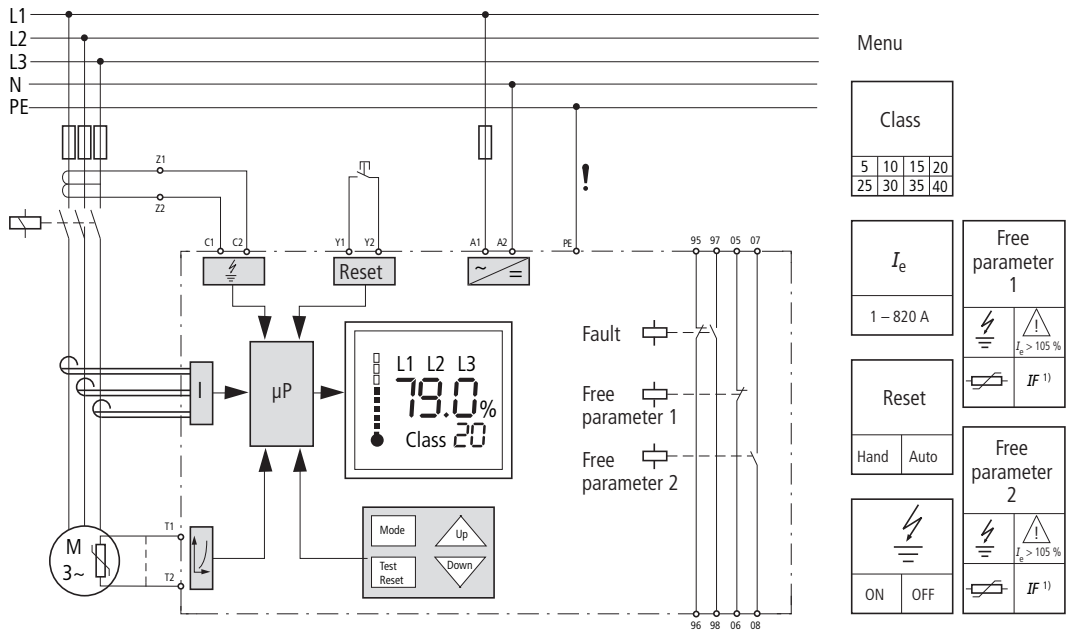 L1
L2
L3
N
PE
Menu
Class
5 10 15 20
25 30 35 40
Z1
Z2
C1 C2 Y1 Y2 A1 A2 PE 95 97 05 07
Reset
~ =
!
Ie
1 – 820 A
Free
parameter
1
!
Ie > 105 %
IF 1)
I
µP
L1 L2 L3
79.0%
Class 20
Fault
Free
parameter 1
Free
parameter 2
Reset
Hand Auto
Free
parameter
2
!
Ie > 105 %
IF 1)
ON OFF
M
3~
T1
T2
Mode
Up
Test
Reset
Down
96 98 06 08